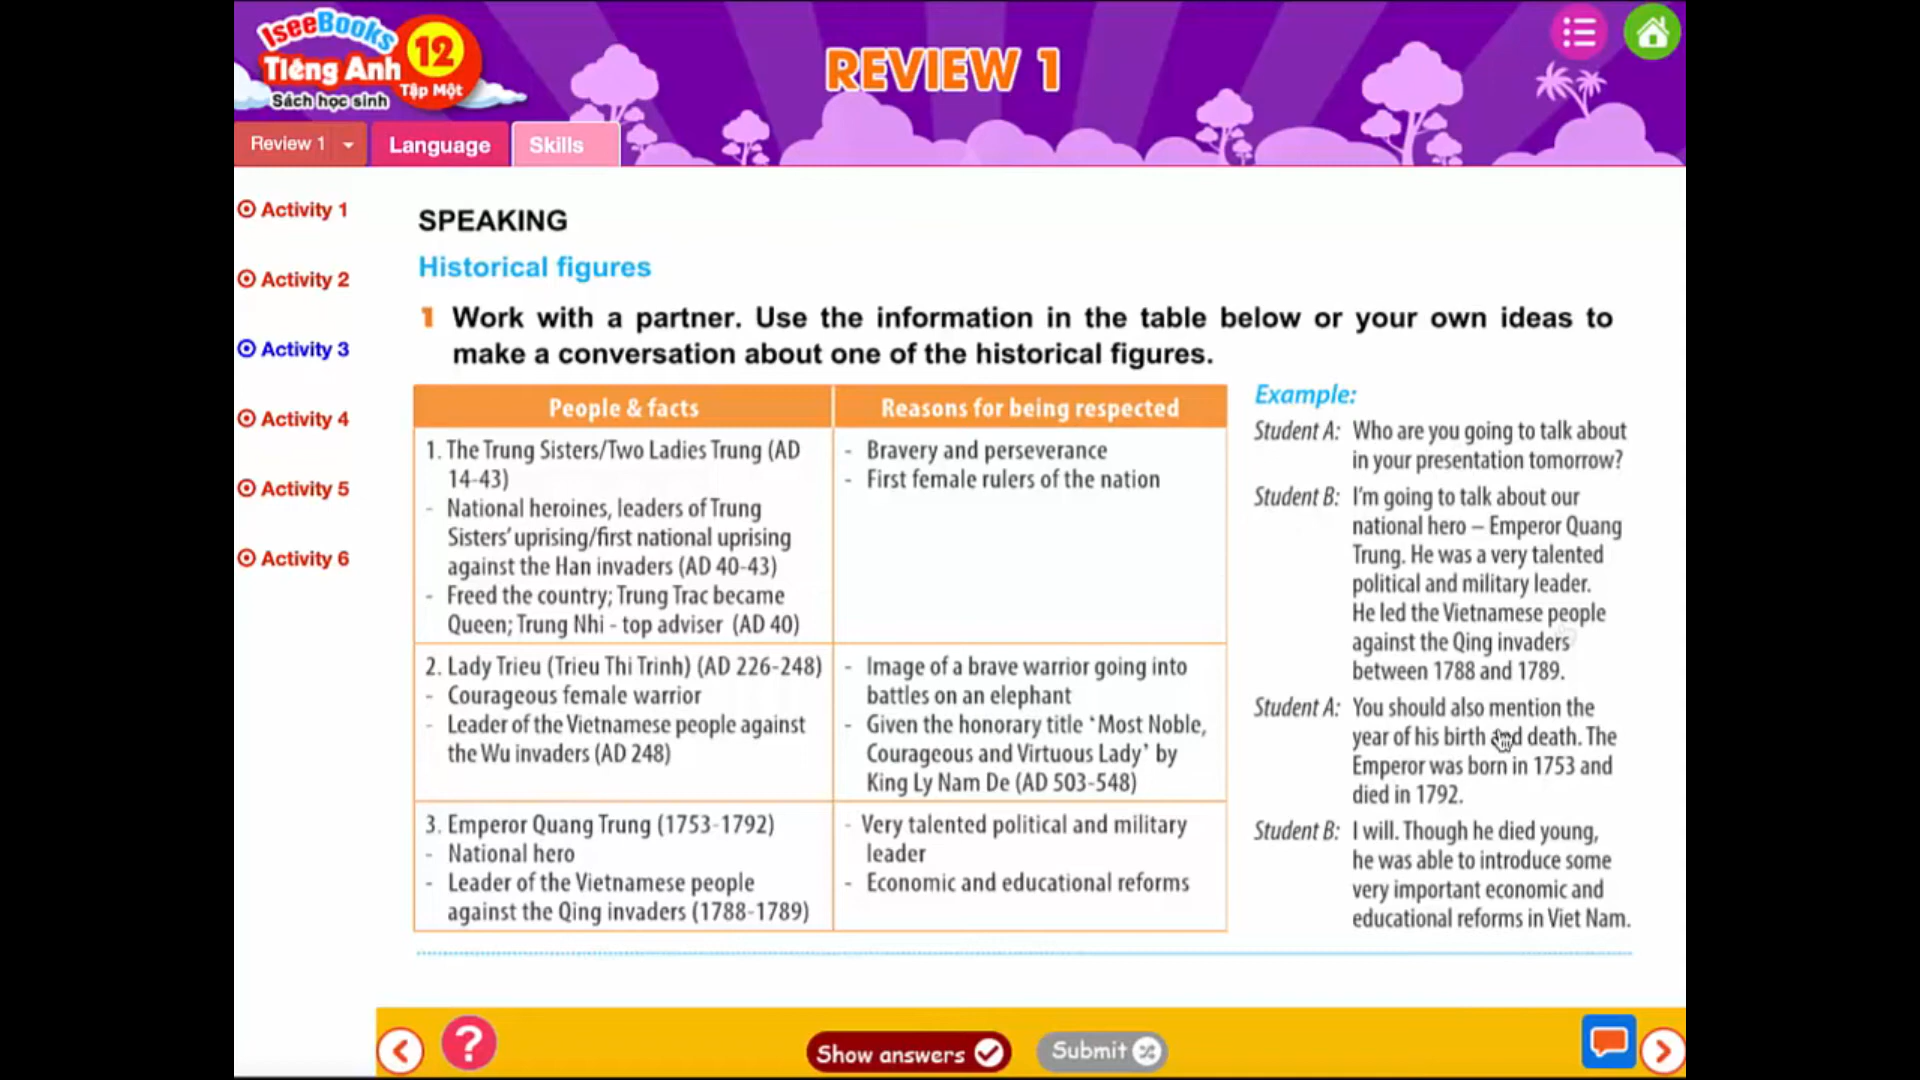 IseeBooks
Tiếng Anh
12
Tập Một
Sách học sinh
REVIEW 1
Review 1
Language
Skills
Activity 1
Activity 2
Activity 3
Activity 4
Activity 5
Activity 6
SPEAKING
Historical figures
1 Work with a partner. Use the information in the table below or your own ideas to
make a conversation about one of the historical figures.
People & facts
Reasons for being respected
1. The Trung Sisters/Two Ladies Trung (AD
14-43)
- National heroines, leaders of Trung
Sisters' uprising/first national uprising
against the Han invaders (AD 40-43)
- Freed the country; Trung Trac became
Queen; Trung Nhi - top adviser (AD 40)
- Bravery and perseverance
- First female rulers of the nation
2. Lady Trieu (Trieu Thi Trinh) (AD 226-248)
- Courageous female warrior
- Leader of the Vietnamese people against
the Wu invaders (AD 248)
- Image of a brave warrior going into
battles on an elephant
- Given the honorary title 'Most Noble,
Courageous and Virtuous Lady' by
King Ly Nam De (AD 503-548)
3. Emperor Quang Trung (1753-1792)
- National hero
- Leader of the Vietnamese people
against the Qing invaders (1788-1789)
- Very talented political and military
leader
- Economic and educational reforms
Example:
Student A: Who are you going to talk about
in your presentation tomorrow?
Student B: I'm going to talk about our
national hero – Emperor Quang
Trung. He was a very talented
political and military leader.
He led the Vietnamese people
against the Qing invaders
between 1788 and 1789.
Student A: You should also mention the
year of his birth and death. The
Emperor was born in 1753 and
died in 1792.
Student B: I will. Though he died young,
he was able to introduce some
very important economic and
educational reforms in Viet Nam.
?
Show answers
Submit